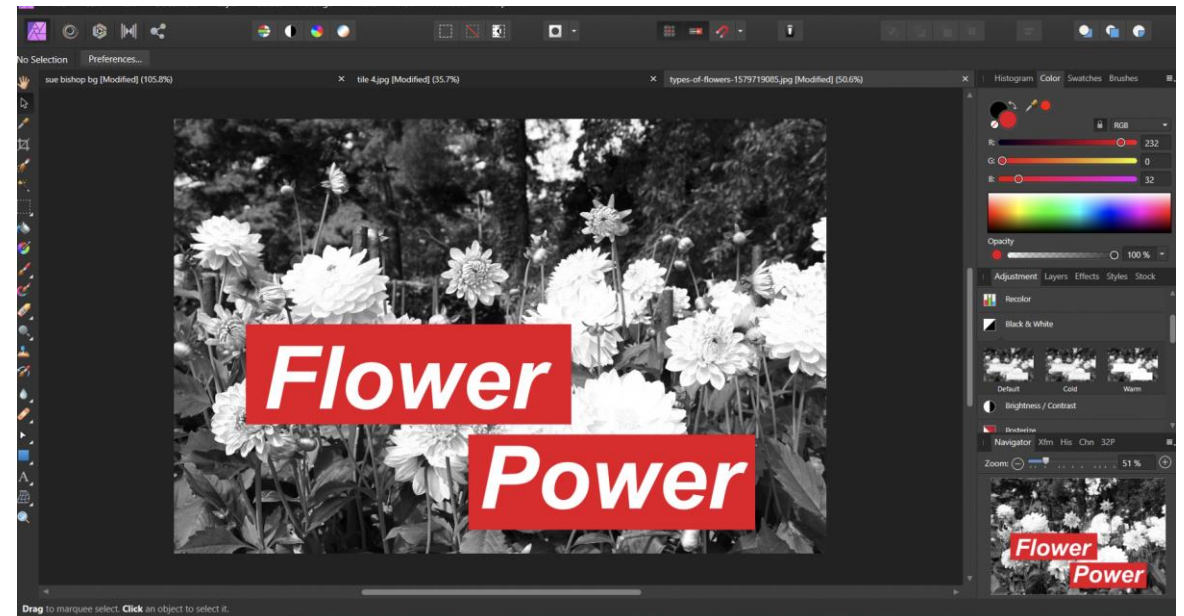 No Selection Preferences...
sue bishop bg [Modified] (105.8%) × tile 4.jpg [Modified] (35.7%) × types-of-flowers-1579719085.jpg [Modified] (50.6%) ×
Histogram Color Swatches Brushes
RGB
R: 232
G: 0
B: 32
Opacity
100 %
Adjustment Layers Effects Styles Stock
Recolor
Black & White
Default Cold Warm
Brightness / Contrast
Posterize
Navigator Xfm His Chn 32P
Zoom: 51 %
Flower
Power
Flower
Power
A
Drag to marquee select. Click an object to select it.